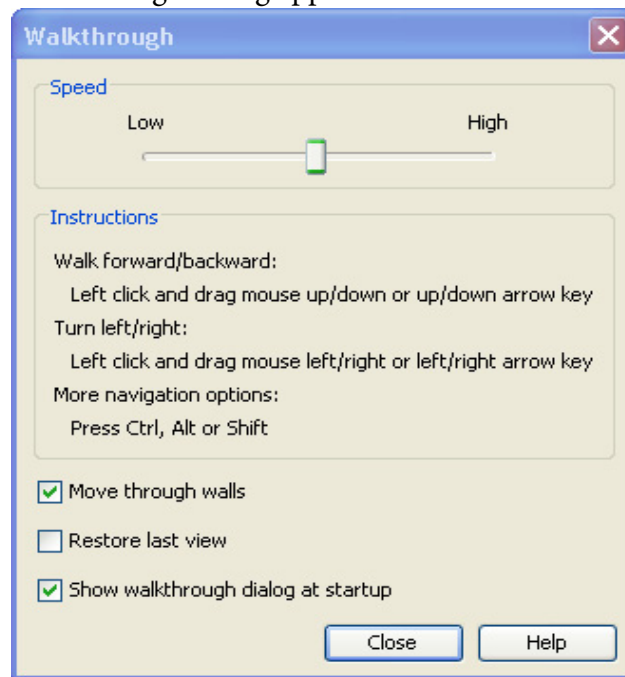 Walkthrough
Speed
Low High
Instructions
Walk forward/backward:
Left click and drag mouse up/down or up/down arrow key
Turn left/right:
Left click and drag mouse left/right or left/right arrow key
More navigation options:
Press Ctrl, Alt or Shift
Move through walls
Restore last view
Show walkthrough dialog at startup
Close Help